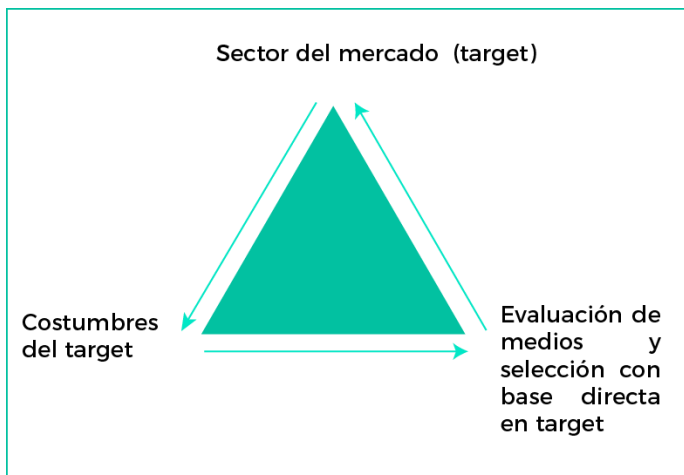 Sector del mercado (target)
Costumbres
del target
Evaluación de
medios y
selección con
base directa
en target